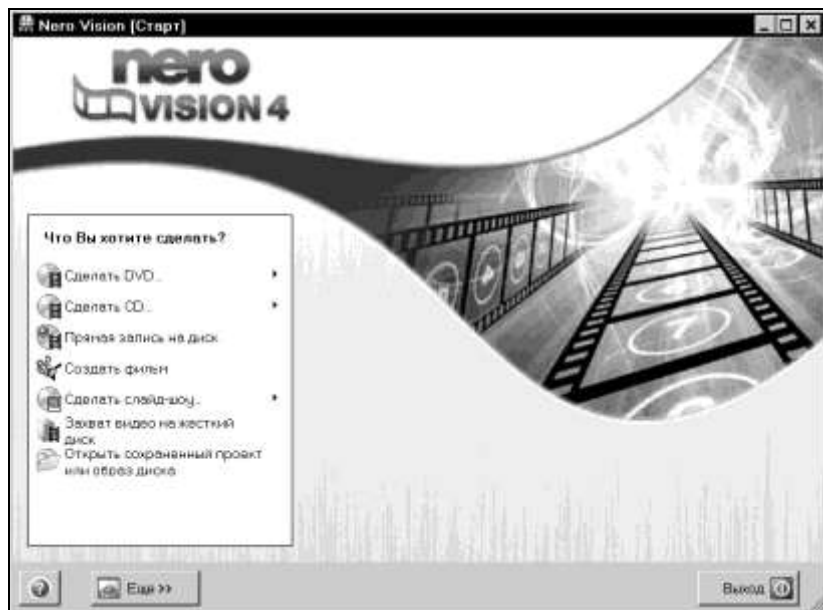 Nero Vision [Старт]
nero
VISION 4
Что Вы хотите сделать?
Сделать DVD...
Сделать CD...
Прямая запись на диск
Создать фильм
Сделать слайд-шоу...
Захват видео на жесткий
диск
Открыть сохраненный проект
или образ диска
Еще >>
Выход